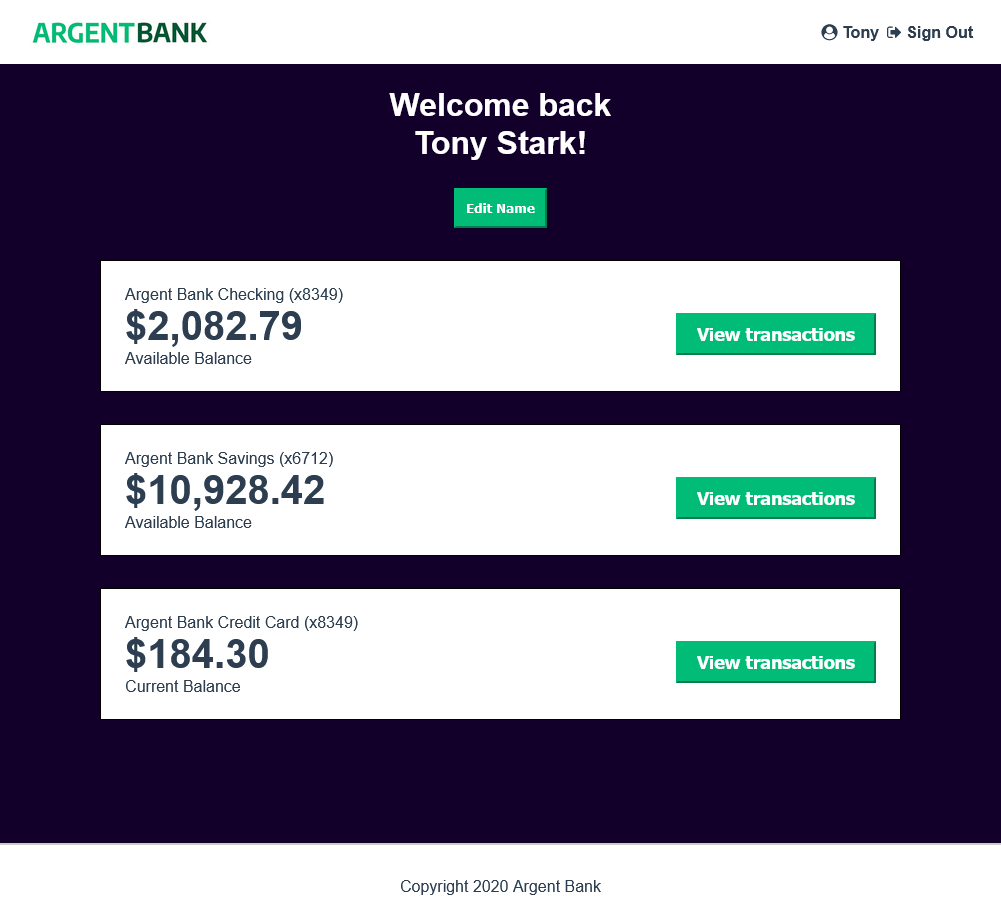 ARGENTBANK
Tony Sign Out
Welcome back
Tony Stark!
Edit Name
Argent Bank Checking (x8349)
$2,082.79
Available Balance
View transactions
Argent Bank Savings (x6712)
$10,928.42
Available Balance
View transactions
Argent Bank Credit Card (x8349)
$184.30
Current Balance
View transactions
Copyright 2020 Argent Bank